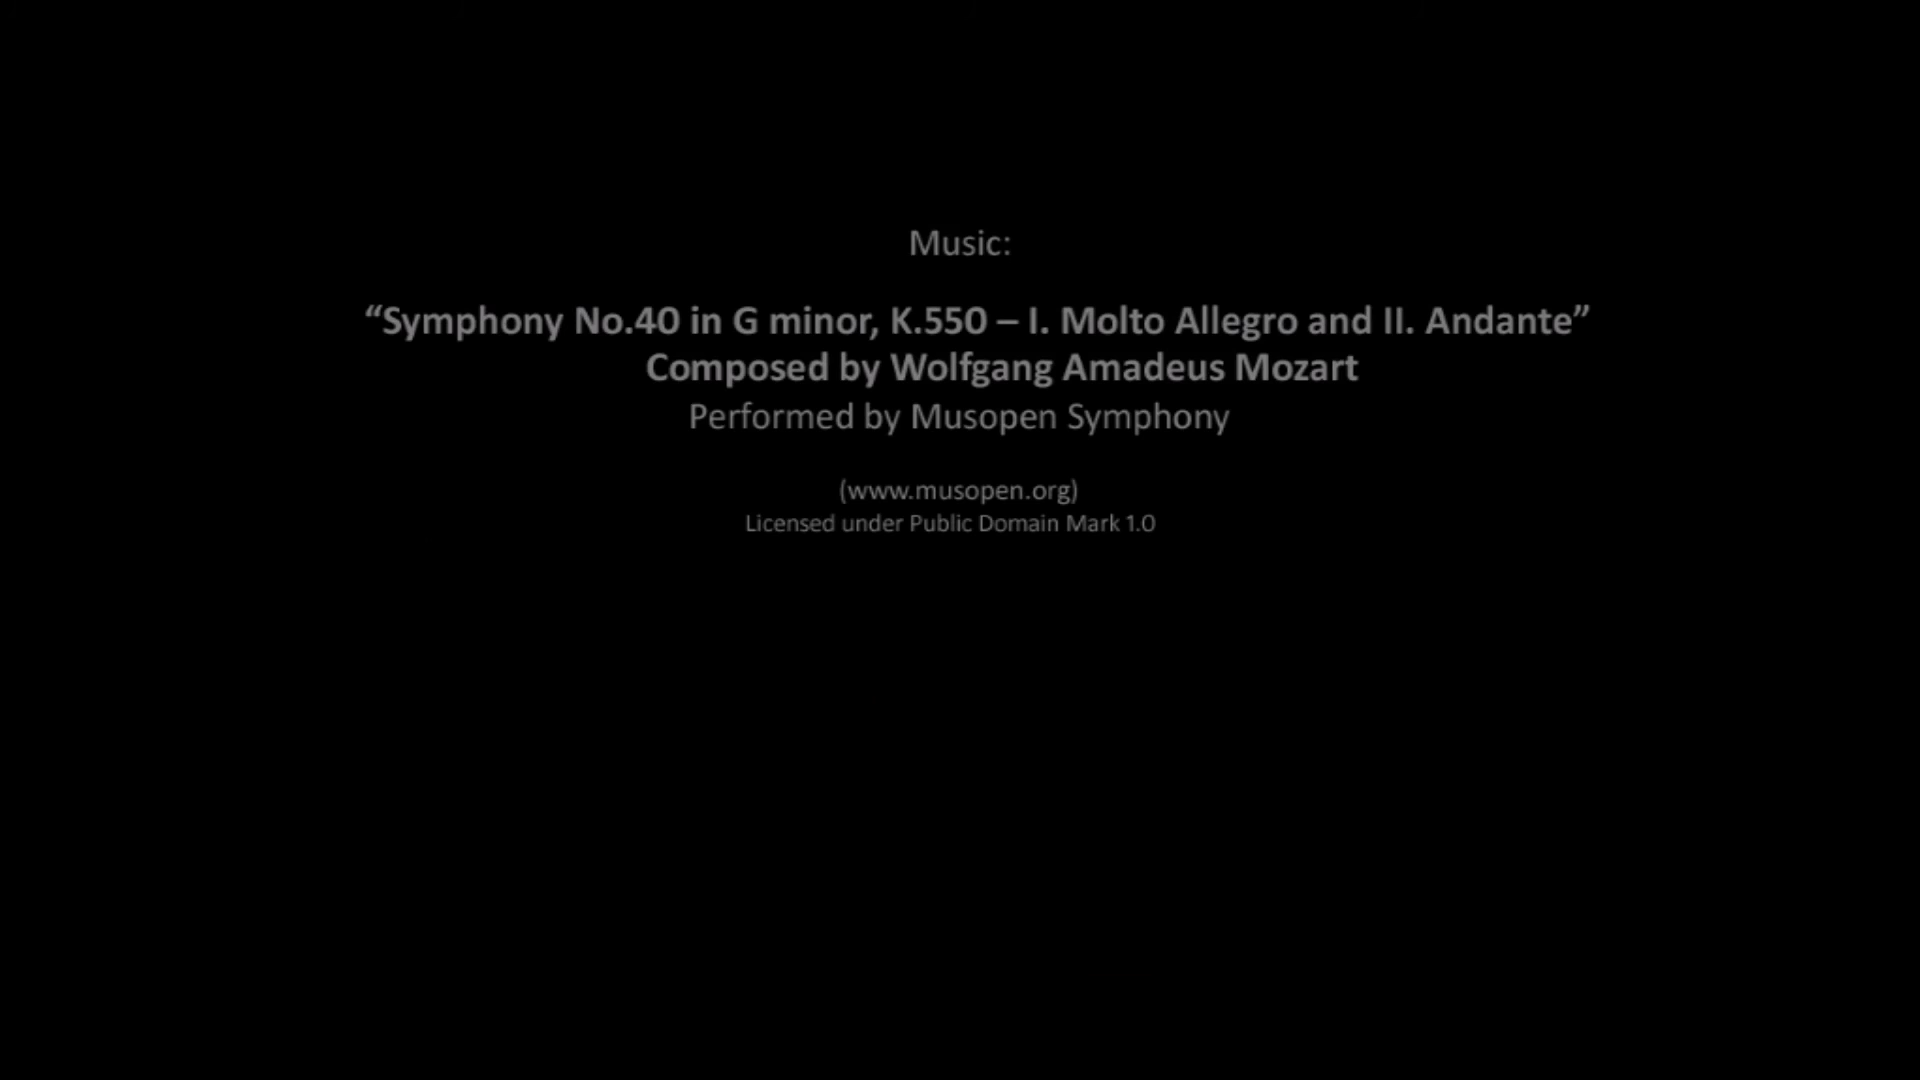 Music:
“Symphony No.40 in G minor, K.550 – I. Molto Allegro and II. Andante”
Composed by Wolfgang Amadeus Mozart
Performed by Musopen Symphony
(www.musopen.org)
Licensed under Public Domain Mark 1.0